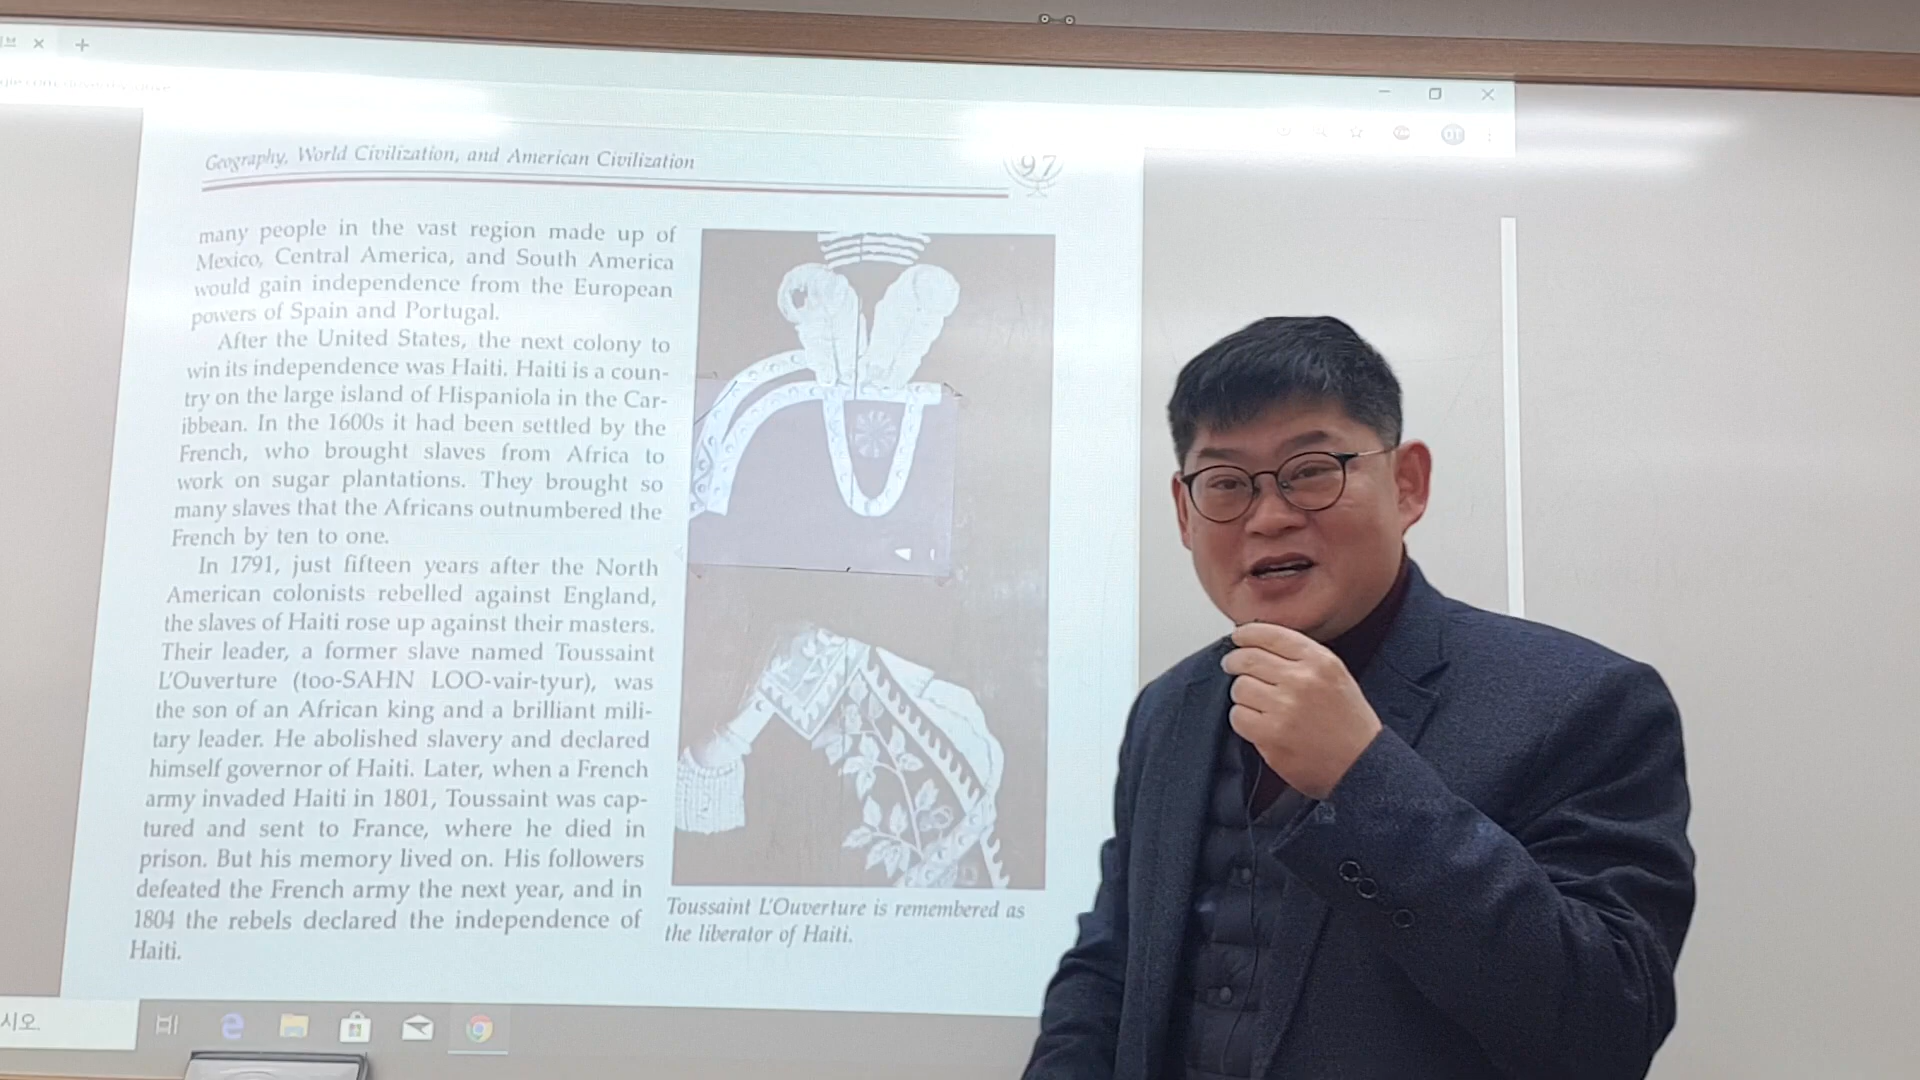 Geography, World Civilization, and American Civilization
97
many people in the vast region made up of
Mexico, Central America, and South America
would gain independence from the European
powers of Spain and Portugal.
After the United States, the next colony to
win its independence was Haiti. Haiti is a coun-
try on the large island of Hispaniola in the Car-
ibbean. In the 1600s it had been settled by the
French, who brought slaves from Africa to
work on sugar plantations. They brought so
many slaves that the Africans outnumbered the
French by ten to one.
In 1791, just fifteen years after the North
American colonists rebelled against England,
the slaves of Haiti rose up against their masters.
Their leader, a former slave named Toussaint
L'Ouverture (too-SAHN LOO-vair-tyur), was
the son of an African king and a brilliant mili-
tary leader. He abolished slavery and declared
himself governor of Haiti. Later, when a French
army invaded Haiti in 1801, Toussaint was cap-
tured and sent to France, where he died in
prison. But his memory lived on. His followers
defeated the French army the next year, and in
1804 the rebels declared the independence of
Haiti.
Toussaint L'Ouverture is remembered as
the liberator of Haiti.
시오.